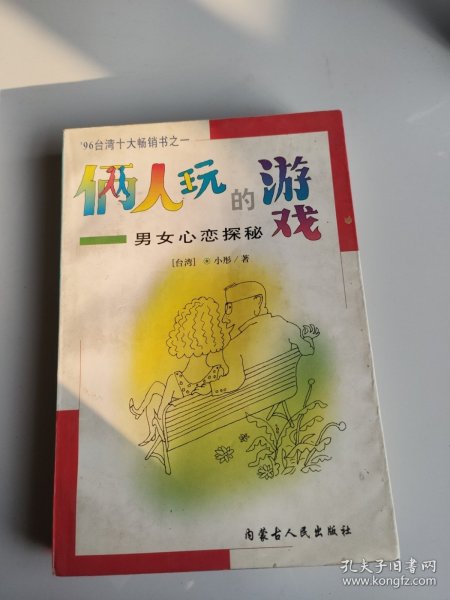 '96台湾十大畅销书之一
俩人玩的游戏
男女心恋探秘
[台湾] 小彤/著
内蒙古人民出版社
孔夫子旧书网
www.kongfz.com